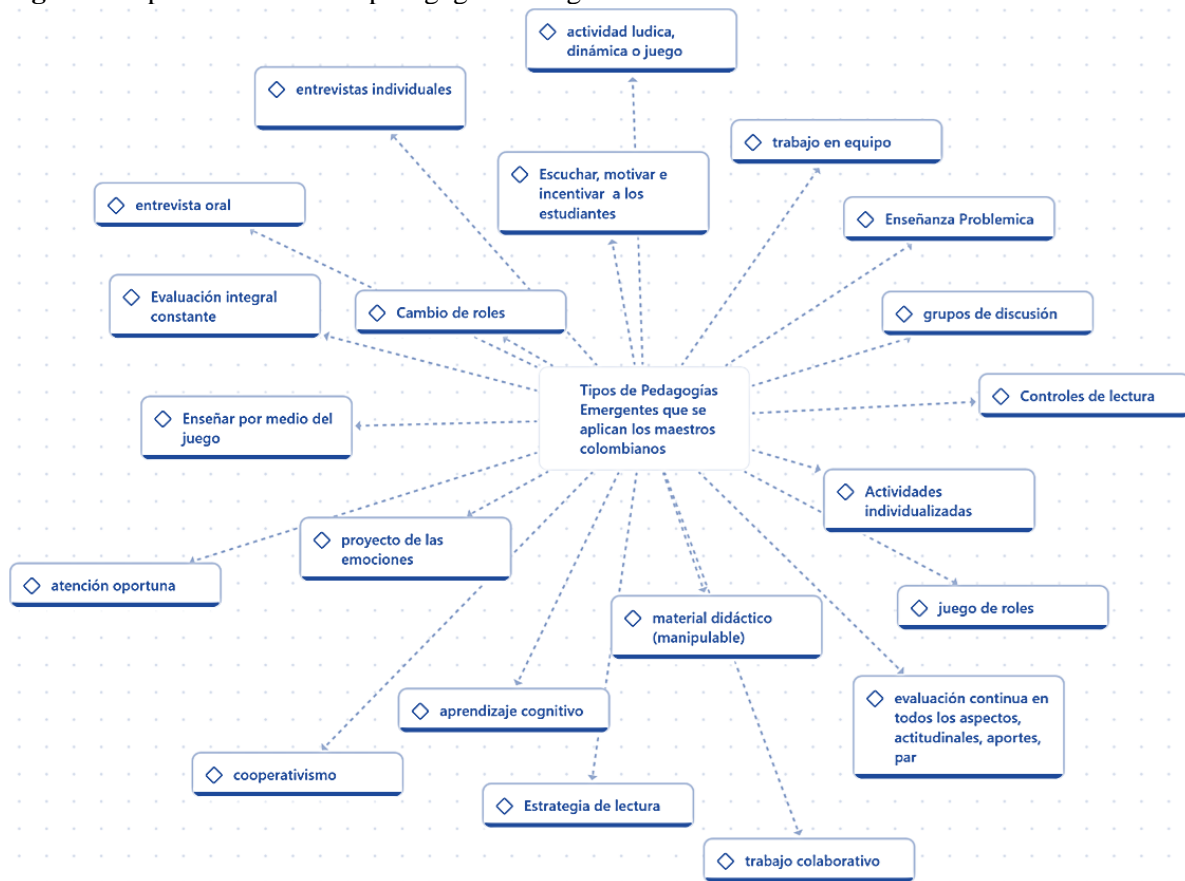 actividad ludica,
dinámica o juego
entrevistas individuales
trabajo en equipo
Escuchar, motivar e
incentivar a los
estudiantes
entrevista oral
Enseñanza Problemica
Evaluación integral
constante
Cambio de roles
grupos de discusión
Tipos de Pedagogías
Emergentes que se
aplican los maestros
colombianos
Controles de lectura
Enseñar por medio del
juego
Actividades
individualizadas
proyecto de las
emociones
atención oportuna
juego de roles
material didáctico
(manipulable)
aprendizaje cognitivo
evaluación continua en
todos los aspectos,
actitudinales, aportes,
par
cooperativismo
Estrategia de lectura
trabajo colaborativo